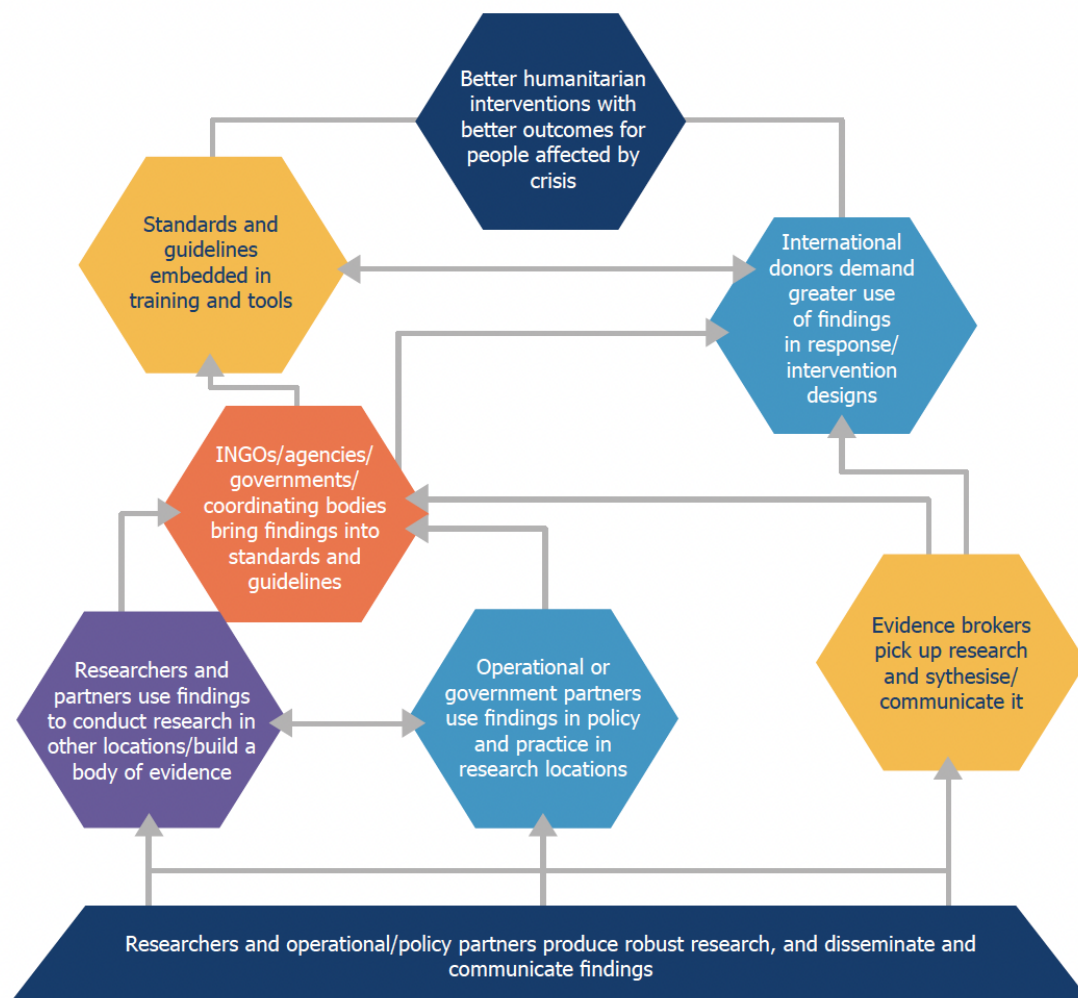 Better humanitarian
interventions with
better outcomes for
people affected by
crisis
Standards and
guidelines
embedded in
training and tools
International
donors demand
greater use
of findings
in response/
intervention
designs
INGOs/agencies/
governments/
coordinating bodies
bring findings into
standards and
guidelines
Researchers and
partners use findings
to conduct research in
other locations/build a
body of evidence
Operational or
government partners
use findings in policy
and practice in
research locations
Evidence brokers
pick up research
and sythesise/
communicate it
Researchers and operational/policy partners produce robust research, and disseminate and
communicate findings